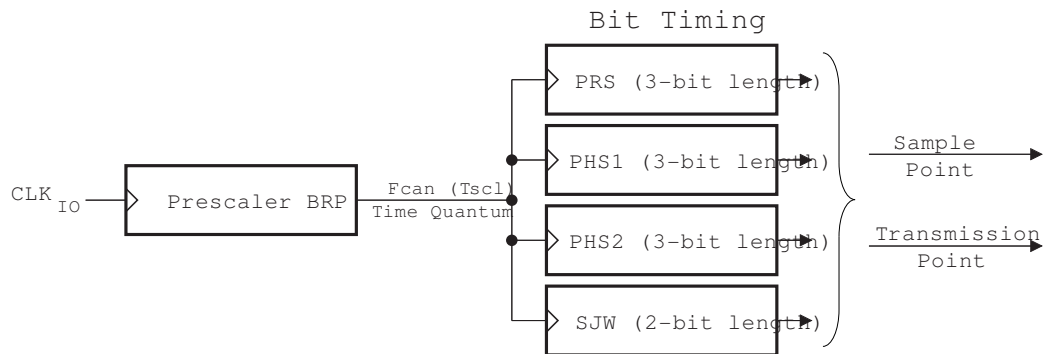 Bit Timing
PRS (3-bit length)
PHS1 (3-bit length)
PHS2 (3-bit length)
SJW (2-bit length)
CLK IO
Prescaler BRP
Fcan (Tscl)
Time Quantum
Sample
Point
Transmission
Point